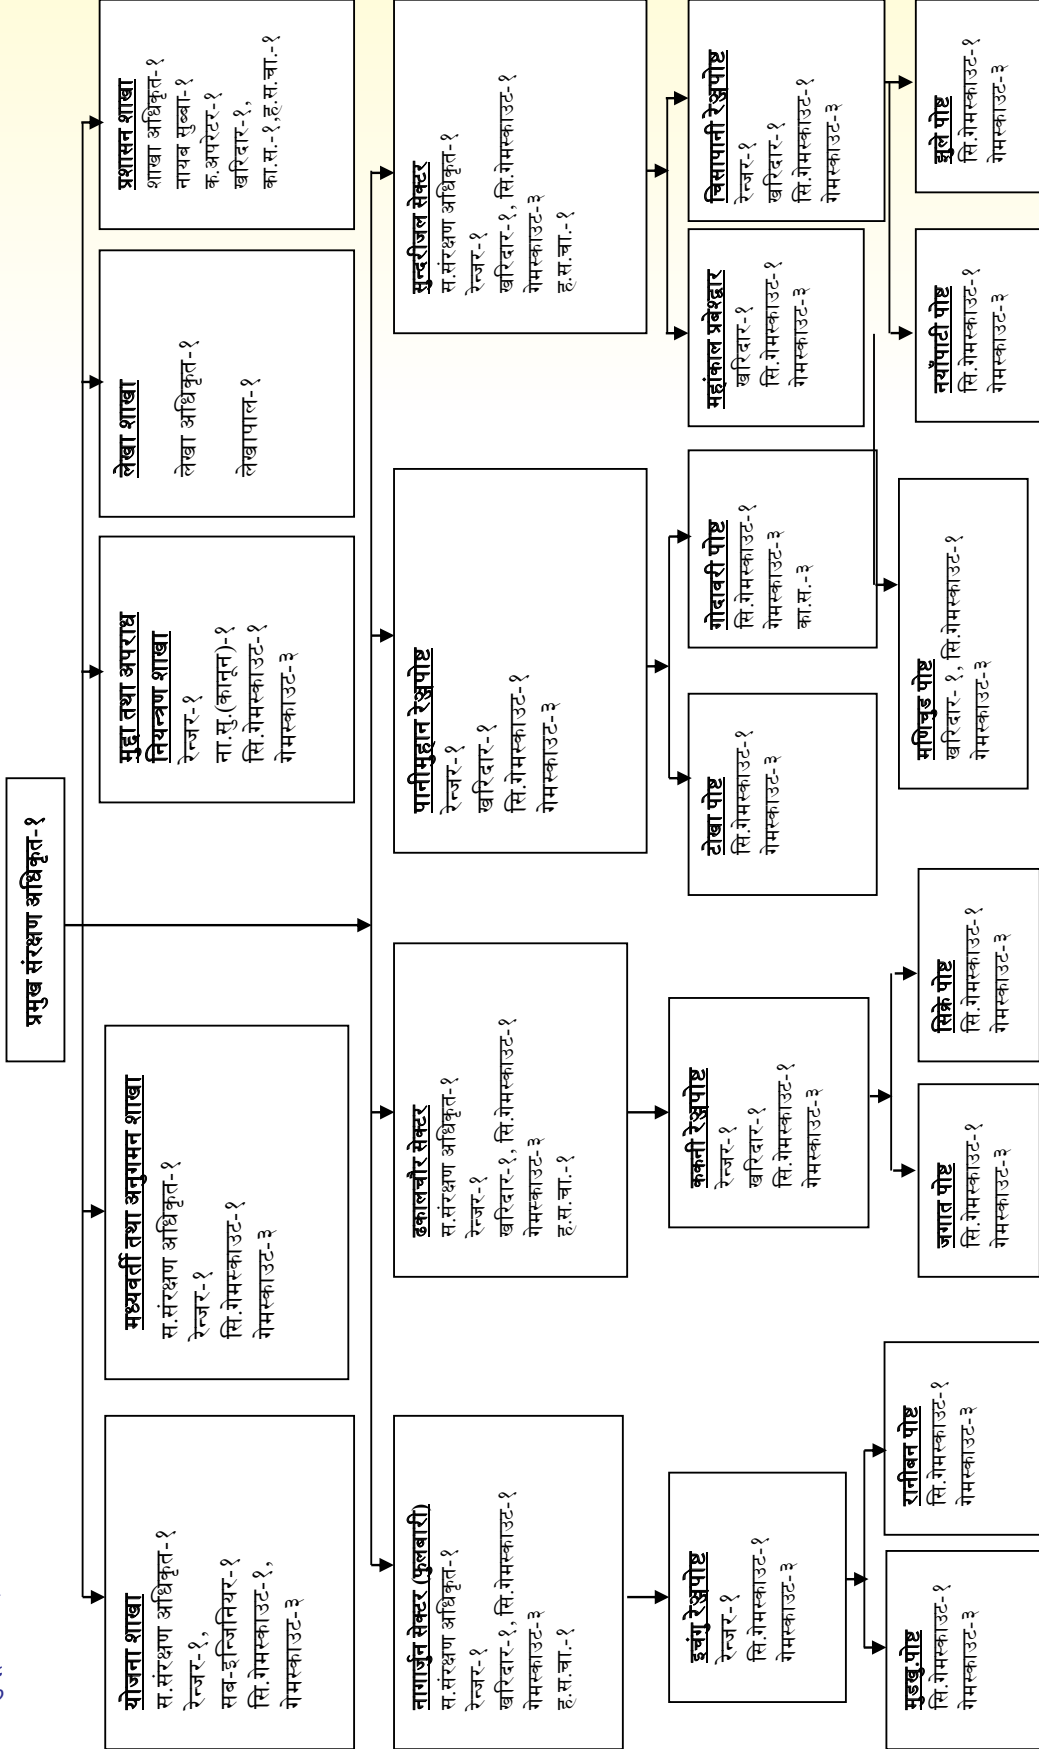 प्रमुख संरक्षण अधिकृत-१
योजना शाखा
स.संरक्षण अधिकृत-१
रेन्जर-१,
सब-इन्जिनियर-१
सि.गेमस्काउट-१,
गेमस्काउट-३
मध्यवर्ती तथा अनुगमन शाखा
स.संरक्षण अधिकृत-१
रेन्जर-१
सि.गेमस्काउट-१
गेमस्काउट-३
मुद्दा तथा अपराध
नियन्त्रण शाखा
रेन्जर-१
ना.सु.(कानून)-१
सि.गेमस्काउट-१
गेमस्काउट-३
लेखा शाखा
लेखा अधिकृत-१
लेखापाल-१
प्रशासन शाखा
शाखा अधिकृत-१
नायब सुब्बा-१
क.अपरेटर-१
खरिदार-१,
का.स.-१,ह.स.चा.-१
नागार्जुन सेक्टर (फुलबारी)
स.संरक्षण अधिकृत-१
रेन्जर-१
खरिदार-१, सि.गेमस्काउट-१
गेमस्काउट-३
ह.स.चा.-१
ढकालचौर सेक्टर
स.संरक्षण अधिकृत-१
रेन्जर-१
खरिदार-१, सि.गेमस्काउट-१
गेमस्काउट-३
ह.स.चा.-१
पानीमुहान रेञ्जपोष्ट
रेन्जर-१
खरिदार-१
सि.गेमस्काउट-१
गेमस्काउट-३
सुन्दरीजल सेक्टर
स.संरक्षण अधिकृत-१
रेन्जर-१
खरिदार-१, सि.गेमस्काउट-१
गेमस्काउट-३
ह.स.चा.-१
इचंगु रेञ्जपोष्ट
रेन्जर-१
सि.गेमस्काउट-१
गेमस्काउट-३
ककनी रेञ्जपोष्ट
रेन्जर-१
खरिदार-१
सि.गेमस्काउट-१
गेमस्काउट-३
टोखा पोष्ट
सि.गेमस्काउट-१
गेमस्काउट-३
गोदावरी पोष्ट
सि.गेमस्काउट-१
गेमस्काउट-३
का.स.-३
महांकाल प्रबेशद्वार
खरिदार-१
सि.गेमस्काउट-१
गेमस्काउट-३
चिसापानी रेञ्जपोष्ट
रेन्जर-१
खरिदार-१
सि.गेमस्काउट-१
गेमस्काउट-३
मुडखु.पोष्ट
सि.गेमस्काउट-१
गेमस्काउट-३
रानीबन पोष्ट
सि.गेमस्काउट-१
गेमस्काउट-३
जगात पोष्ट
सि.गेमस्काउट-१
गेमस्काउट-३
सिक्रे पोष्ट
सि.गेमस्काउट-१
गेमस्काउट-३
मणिचुड पोष्ट
खरिदार- १, सि.गेमस्काउट-१
गेमस्काउट-३
नयाँपाटी पोष्ट
सि.गेमस्काउट-१
गेमस्काउट-३
झुले पोष्ट
सि.गेमस्काउट-१
गेमस्काउट-३